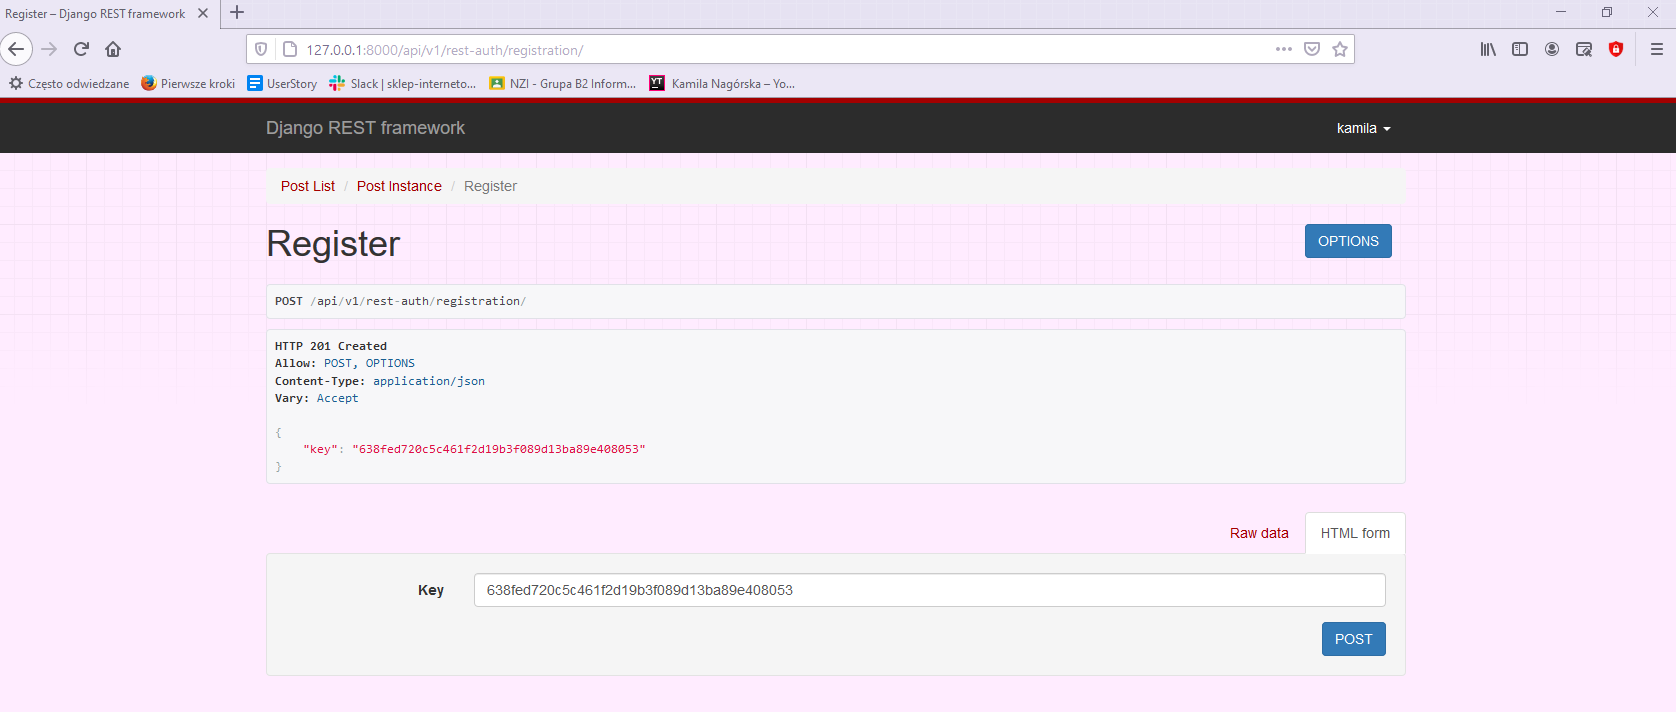 Register – Django REST framework
127.0.0.1:8000/api/v1/rest-auth/registration/
Często odwiedzane Pierwsze kroki UserStory Slack | sklep-interneto... NZI - Grupa B2 Inform... YT Kamila Nagórska – Yo...
Django REST framework kamila
Post List / Post Instance / Register
Register OPTIONS
POST /api/v1/rest-auth/registration/
HTTP 201 Created
Allow: POST, OPTIONS
Content-Type: application/json
Vary: Accept
{
"key": "638fed720c5c461f2d19b3f089d13ba89e408053"
}
Raw data HTML form
Key 638fed720c5c461f2d19b3f089d13ba89e408053
POST